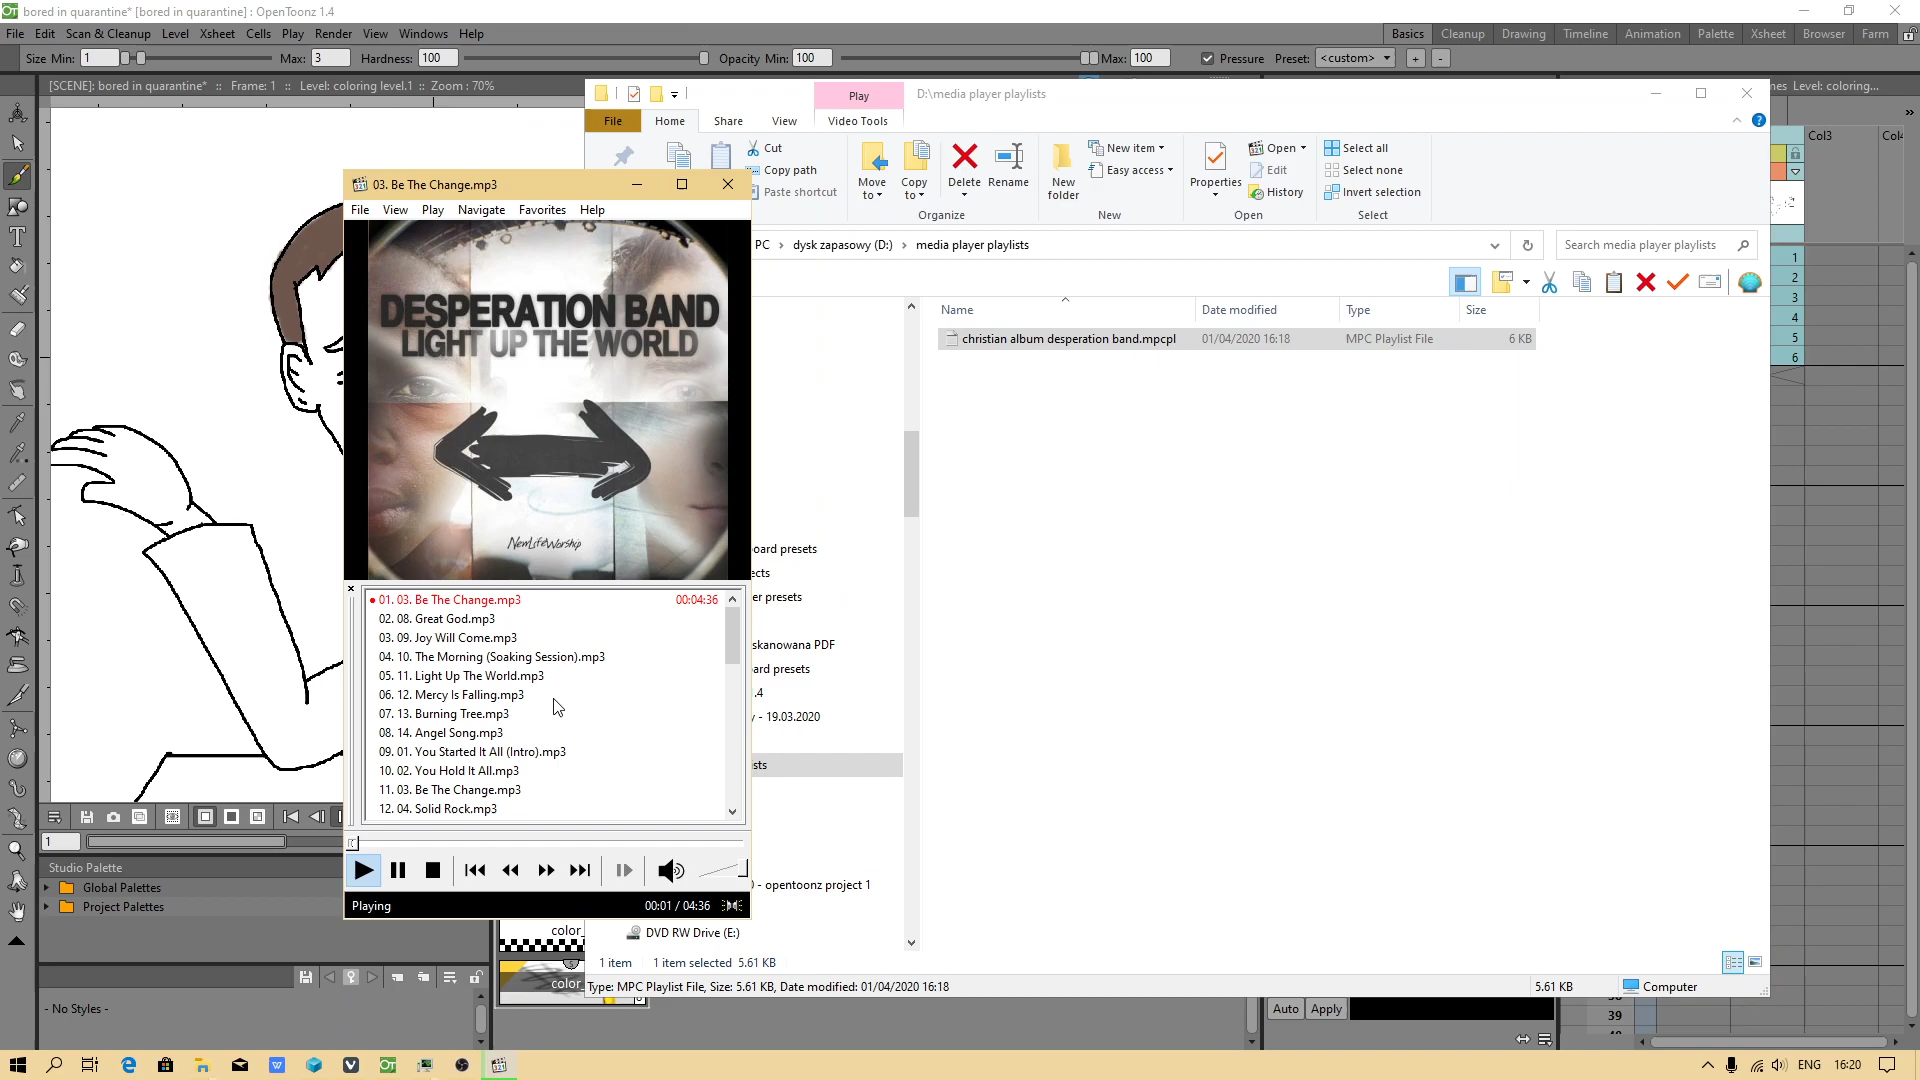 bored in quarantine* [bored in quarantine] : OpenToonz 1.4
File Edit Scan & Cleanup Level Xsheet Cells Play Render View Windows Help
Basics Cleanup Drawing Timeline Animation Palette Xsheet Browser Farm
Size Min: 1 Max: 3 Hardness: 100 Opacity Min: 100 Max: 100 Pressure Preset: <custom> + -
[SCENE]: bored in quarantine* :: Frame: 1 :: Level: coloring level.1 :: Zoom : 70%
Level: coloring...
Play D:\media player playlists
File Home Share View Video Tools
Col3
Cut
Copy path
Paste shortcut
Move to
Copy to
Delete
Rename
Organize
New folder
New item
Easy access
New
Properties
Open
Edit
History
Open
Select all
Select none
Invert selection
Select
PC > dysk zapasowy (D:) > media player playlists
Search media player playlists
Name Date modified Type Size
christian album desperation band.mpcpl 01/04/2020 16:18 MPC Playlist File 6 KB
1
2
3
4
5
6
03. Be The Change.mp3
File View Play Navigate Favorites Help
DESPERATION BAND
LIGHT UP THE WORLD
NewLifeWorship
01. 03. Be The Change.mp3 00:04:36
02. 08. Great God.mp3
03. 09. Joy Will Come.mp3
04. 10. The Morning (Soaking Session).mp3
05. 11. Light Up The World.mp3
06. 12. Mercy Is Falling.mp3
07. 13. Burning Tree.mp3
08. 14. Angel Song.mp3
09. 01. You Started It All (Intro).mp3
10. 02. You Hold It All.mp3
11. 03. Be The Change.mp3
12. 04. Solid Rock.mp3
Playing 00:01 / 04:36
presets
presets
skanowana PDF
presets
1.4
- 19.03.2020
- opentoonz project 1
DVD RW Drive (E:)
1 item 1 item selected 5.61 KB
Type: MPC Playlist File, Size: 5.61 KB, Date modified: 01/04/2020 16:18 5.61 KB Computer
1
Studio Palette
Global Palettes
Project Palettes
- No Styles -
color_
color_
Auto Apply
39
ENG 16:20